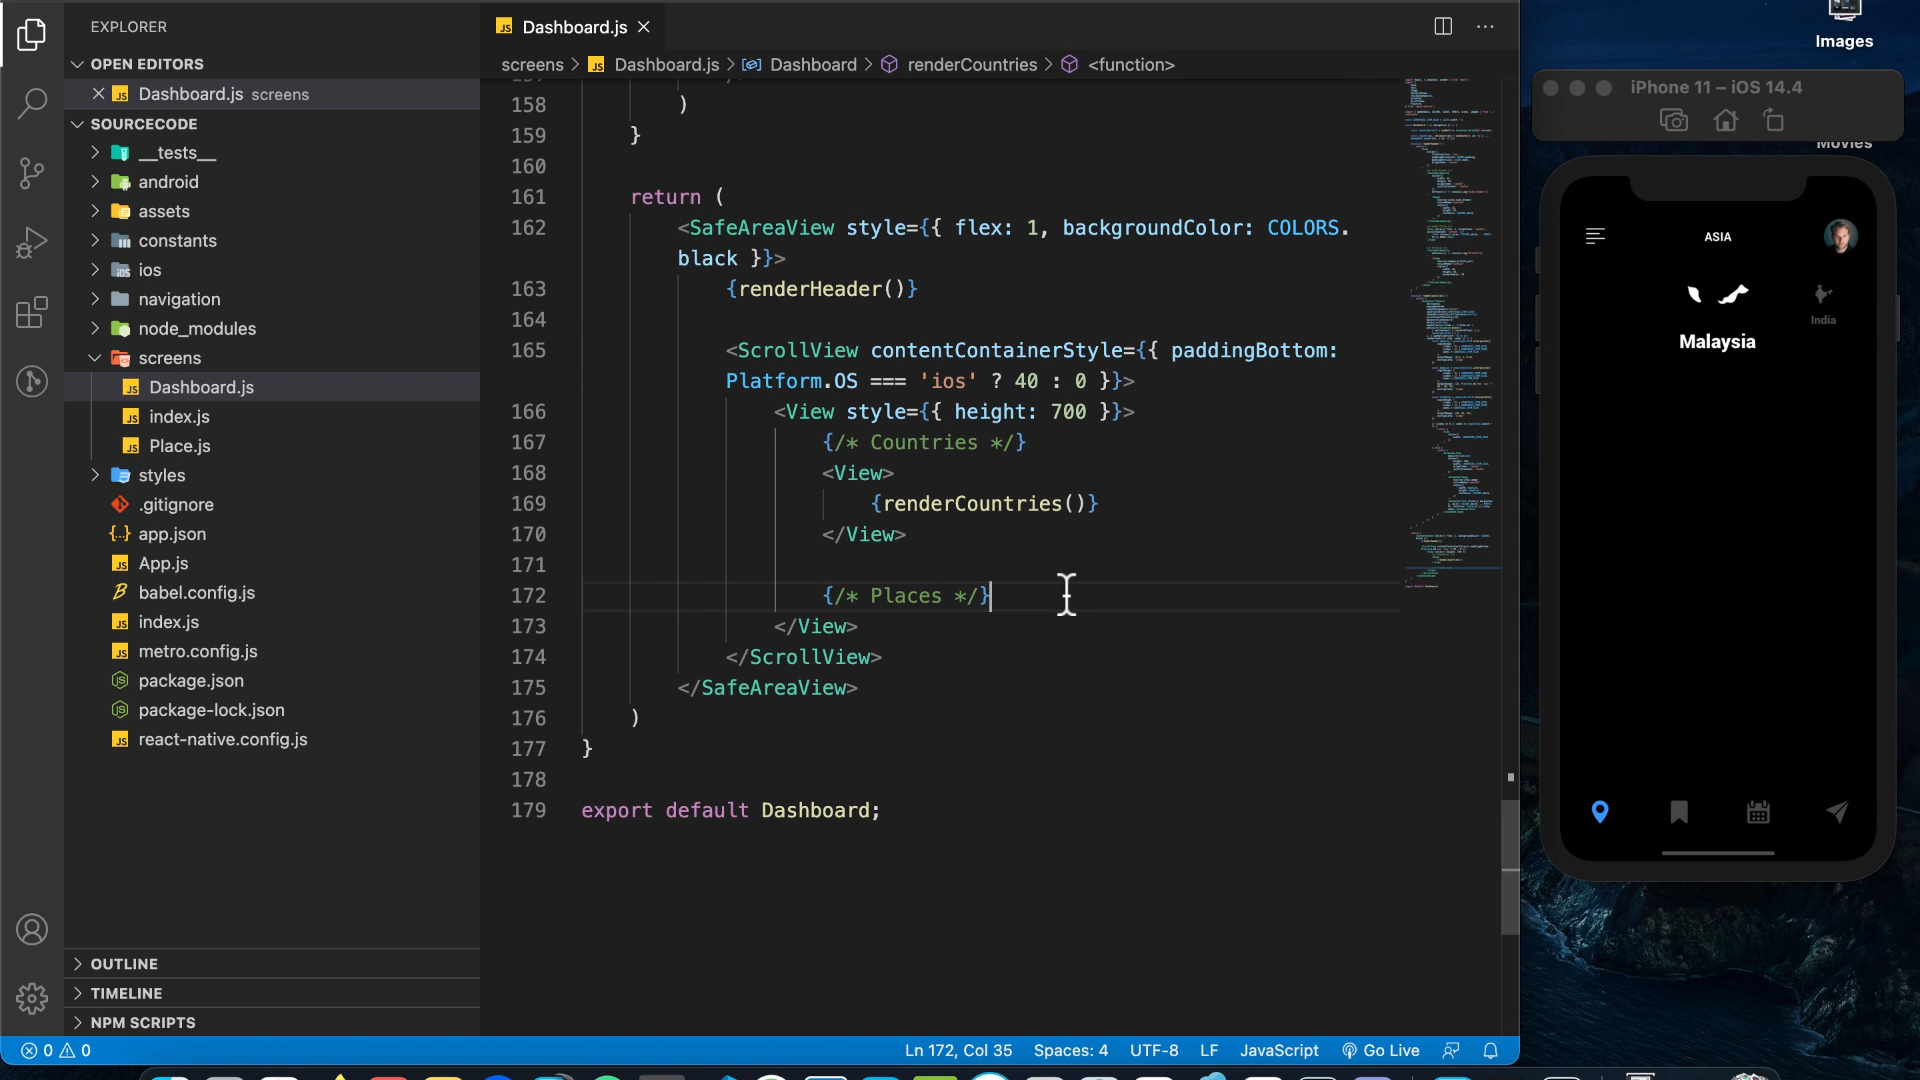 EXPLORER
OPEN EDITORS
Dashboard.js screens
SOURCECODE
__tests__
android
assets
constants
ios
navigation
node_modules
screens
Dashboard.js
index.js
Place.js
styles
.gitignore
app.json
App.js
babel.config.js
index.js
metro.config.js
package.json
package-lock.json
react-native.config.js
OUTLINE
TIMELINE
NPM SCRIPTS
Dashboard.js
screens > Dashboard.js > Dashboard > renderCountries > <function>
158 )
159 }
160
161 return (
162 <SafeAreaView style={{ flex: 1, backgroundColor: COLORS.
black }}>
163 {renderHeader()}
164
165 <ScrollView contentContainerStyle={{ paddingBottom:
Platform.OS === 'ios' ? 40 : 0 }}>
166 <View style={{ height: 700 }}>
167 {/* Countries */}
168 <View>
169 {renderCountries()}
170 </View>
171
172 {/* Places */}
173 </View>
174 </ScrollView>
175 </SafeAreaView>
176 )
177 }
178
179 export default Dashboard;
0 0
Ln 172, Col 35 Spaces: 4 UTF-8 LF JavaScript Go Live
Images
iPhone 11 – iOS 14.4
Movies
ASIA
India
Malaysia